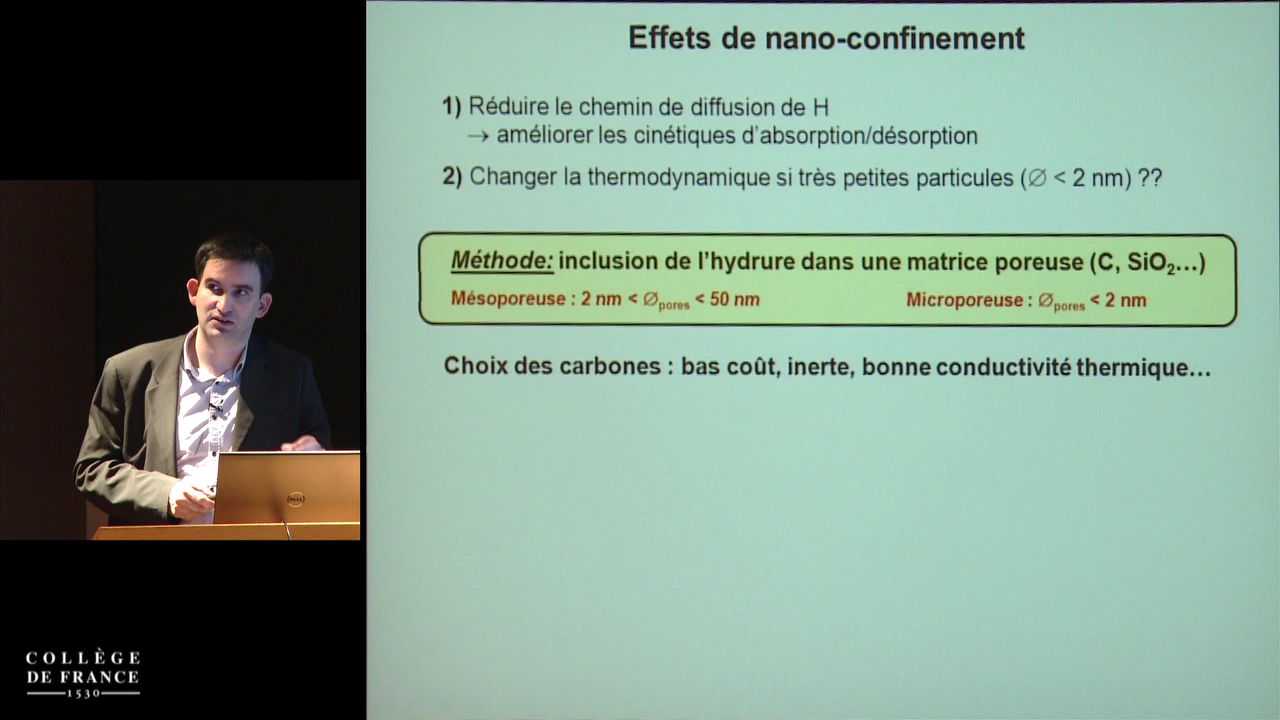 Effets de nano-confinement
1) Réduire le chemin de diffusion de H
→ améliorer les cinétiques d'absorption/désorption
2) Changer la thermodynamique si très petites particules (∅ < 2 nm) ??
Méthode: inclusion de l'hydrure dans une matrice poreuse (C, SiO₂…)
Mésoporeuse : 2 nm < ∅pores < 50 nm
Microporeuse : ∅pores < 2 nm
Choix des carbones : bas coût, inerte, bonne conductivité thermique…
DELL
COLLÈGE
DE FRANCE
1530